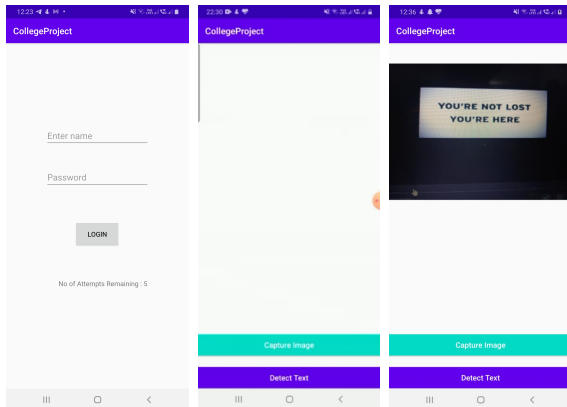 12:23
CollegeProject
Enter name
Password
LOGIN
No of Attempts Remaining : 5
22:30
CollegeProject
Capture Image
Detect Text
12:36
CollegeProject
YOU'RE NOT LOST
YOU'RE HERE
Capture Image
Detect Text